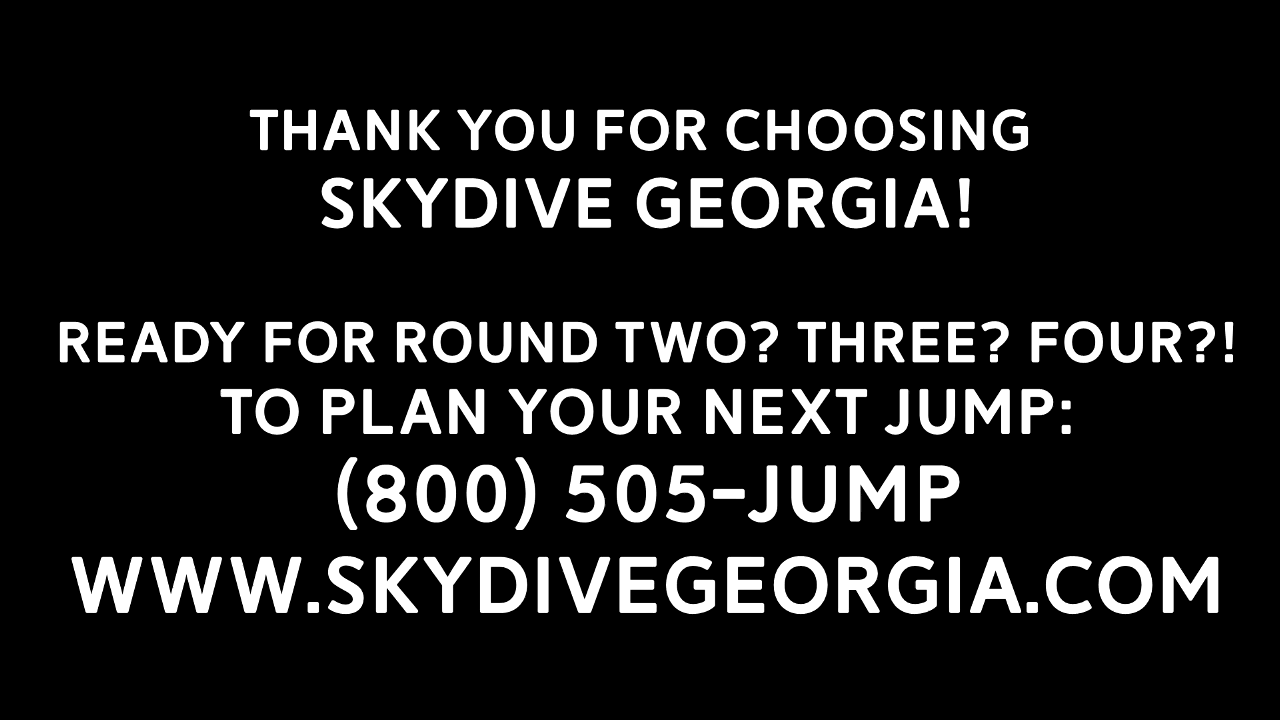 THANK YOU FOR CHOOSING
SKYDIVE GEORGIA!
READY FOR ROUND TWO? THREE? FOUR?!
TO PLAN YOUR NEXT JUMP:
(800) 505-JUMP
WWW.SKYDIVEGEORGIA.COM